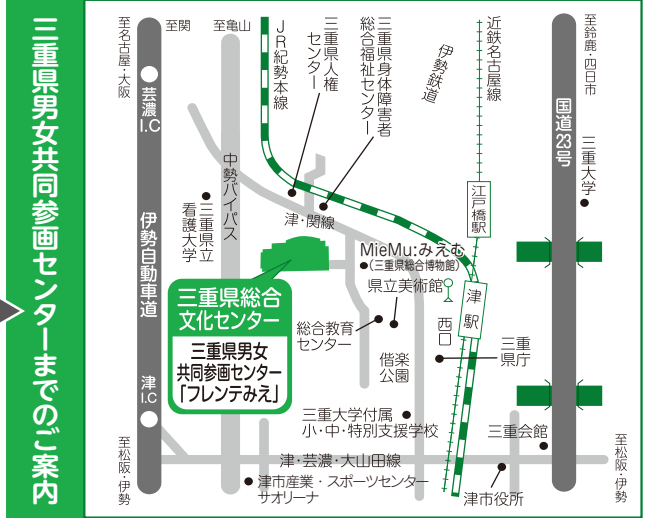 三重県男女共同参画センターまでのご案内
至名古屋・大阪
至関
至亀山
JR紀勢本線
三重県人権
センター
三重県身体障害者
総合福祉センター
伊勢鉄道
近鉄名古屋線
至鈴鹿・四日市
芸濃
I.C
国道23号
三重大学
中勢バイパス
三重県立
看護大学
津・関線
江戸橋駅
伊勢自動車道
MieMu:みえむ
(三重県総合博物館)
県立美術館
津駅
西口
三重県総合
文化センター
三重県男女
共同参画センター
「フレンテみえ」
総合教育
センター
偕楽
公園
三重
県庁
津
I.C
三重大学付属
小・中・特別支援学校
三重会館
至松阪・伊勢
津・芸濃・大山田線
至松阪・伊勢
津市産業・スポーツセンター
サオリーナ
津市役所